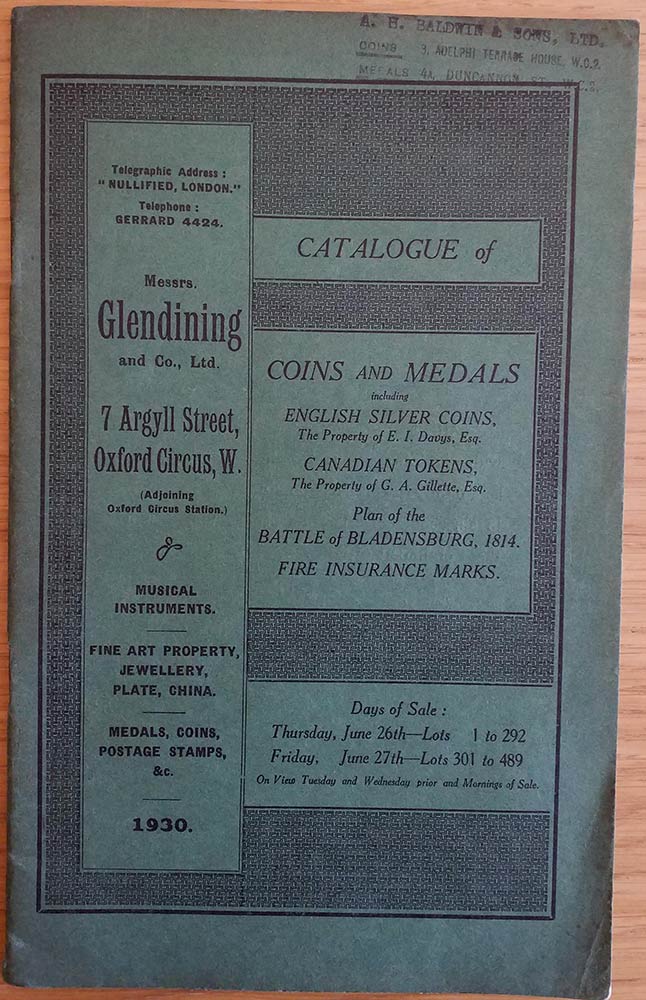 A. H. BALDWIN & SONS, LTD.
COINS 3, ADELPHI TERRACE HOUSE, W.C.2.
MEDALS 4A, DUNCANNON ST., W.C.2.
Telegraphic Address :
" NULLIFIED, LONDON."
Telephone :
GERRARD 4424.
Messrs.
Glendining
and Co., Ltd.
7 Argyll Street,
Oxford Circus, W.
(Adjoining
Oxford Circus Station.)
MUSICAL
INSTRUMENTS.
FINE ART PROPERTY,
JEWELLERY,
PLATE, CHINA.
MEDALS, COINS,
POSTAGE STAMPS,
&c.
1930.
CATALOGUE of
COINS AND MEDALS
including
ENGLISH SILVER COINS,
The Property of E. I. Davys, Esq.
CANADIAN TOKENS,
The Property of G. A. Gillette, Esq.
Plan of the
BATTLE of BLADENSBURG, 1814.
FIRE INSURANCE MARKS.
Days of Sale :
Thursday, June 26th—Lots 1 to 292
Friday, June 27th—Lots 301 to 489
On View Tuesday and Wednesday prior and Mornings of Sale.